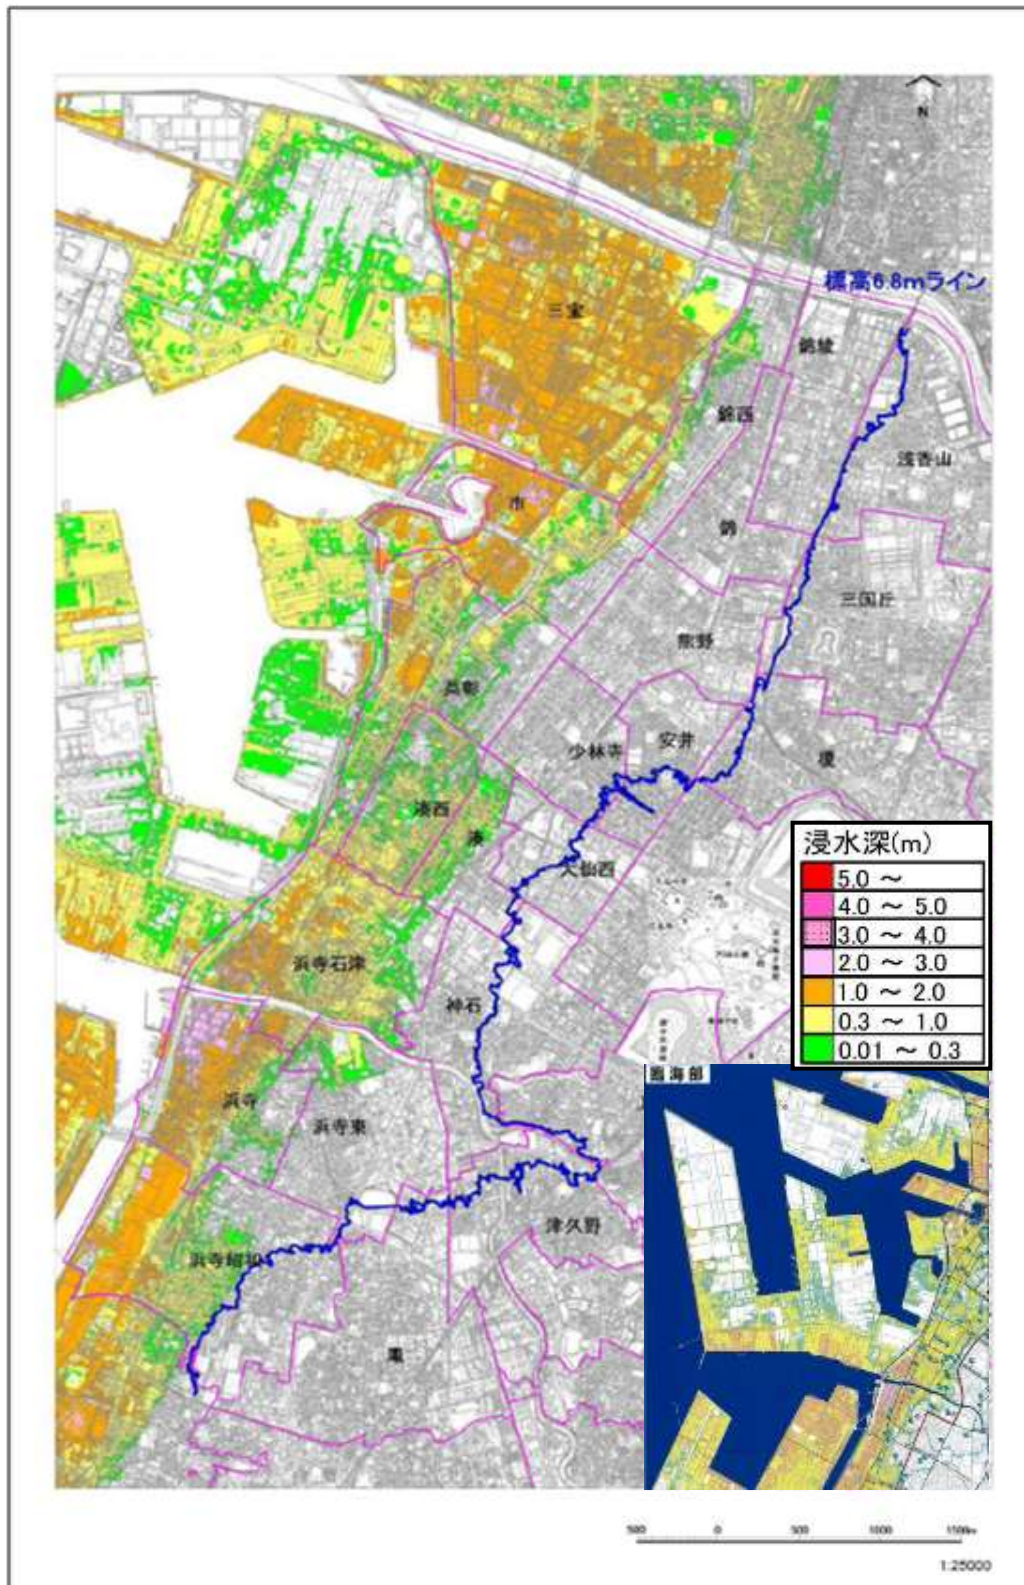 N
標高6.8mライン
三宝
錦綾
錦西
浅香山
市
錦
三国丘
熊野
英彰
少林寺
安井
榎
湊西
湊
大仙西
浸水深(m)
5.0 ～
4.0 ～ 5.0
3.0 ～ 4.0
2.0 ～ 3.0
1.0 ～ 2.0
0.3 ～ 1.0
0.01 ～ 0.3
浜寺石津
神石
臨海部
浜寺
浜寺東
津久野
浜寺昭和
鳳
500 0 500 1000 1500m
1:25000